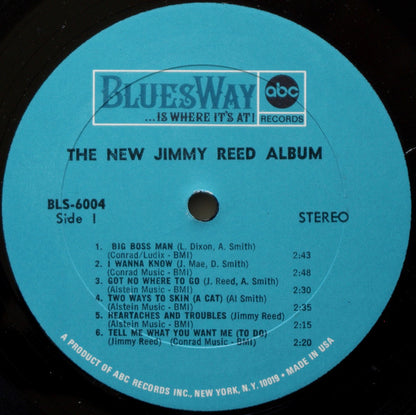 BLUESWAY
...IS WHERE IT'S AT!
abc
RECORDS
THE NEW JIMMY REED ALBUM
BLS-6004
Side I
STEREO
1. BIG BOSS MAN (L. Dixon, A. Smith)
(Conrad/Ludix - BMI) 2:43
2. I WANNA KNOW (J. Mae, D. Smith)
(Conrad Music - BMI) 2:48
3. GOT NO WHERE TO GO (J. Reed, A. Smith)
(Alstein Music - BMI) 2:30
4. TWO WAYS TO SKIN (A CAT) (Al Smith)
(Alstein Music - BMI) 2:35
5. HEARTACHES AND TROUBLES (Jimmy Reed)
(Alstein Music - BMI) 2:15
6. TELL ME WHAT YOU WANT ME (TO DO)
(Jimmy Reed) (Conrad Music - BMI) 2:20
A PRODUCT OF ABC RECORDS INC., NEW YORK, N.Y. 10019 • MADE IN USA